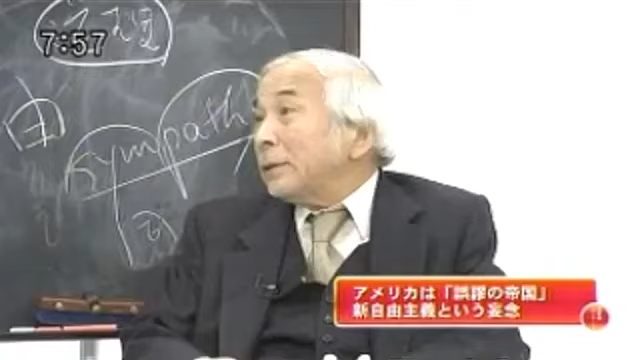 7:57
由
sympath
アメリカは「誤謬の帝国」
新自由主義という妄念